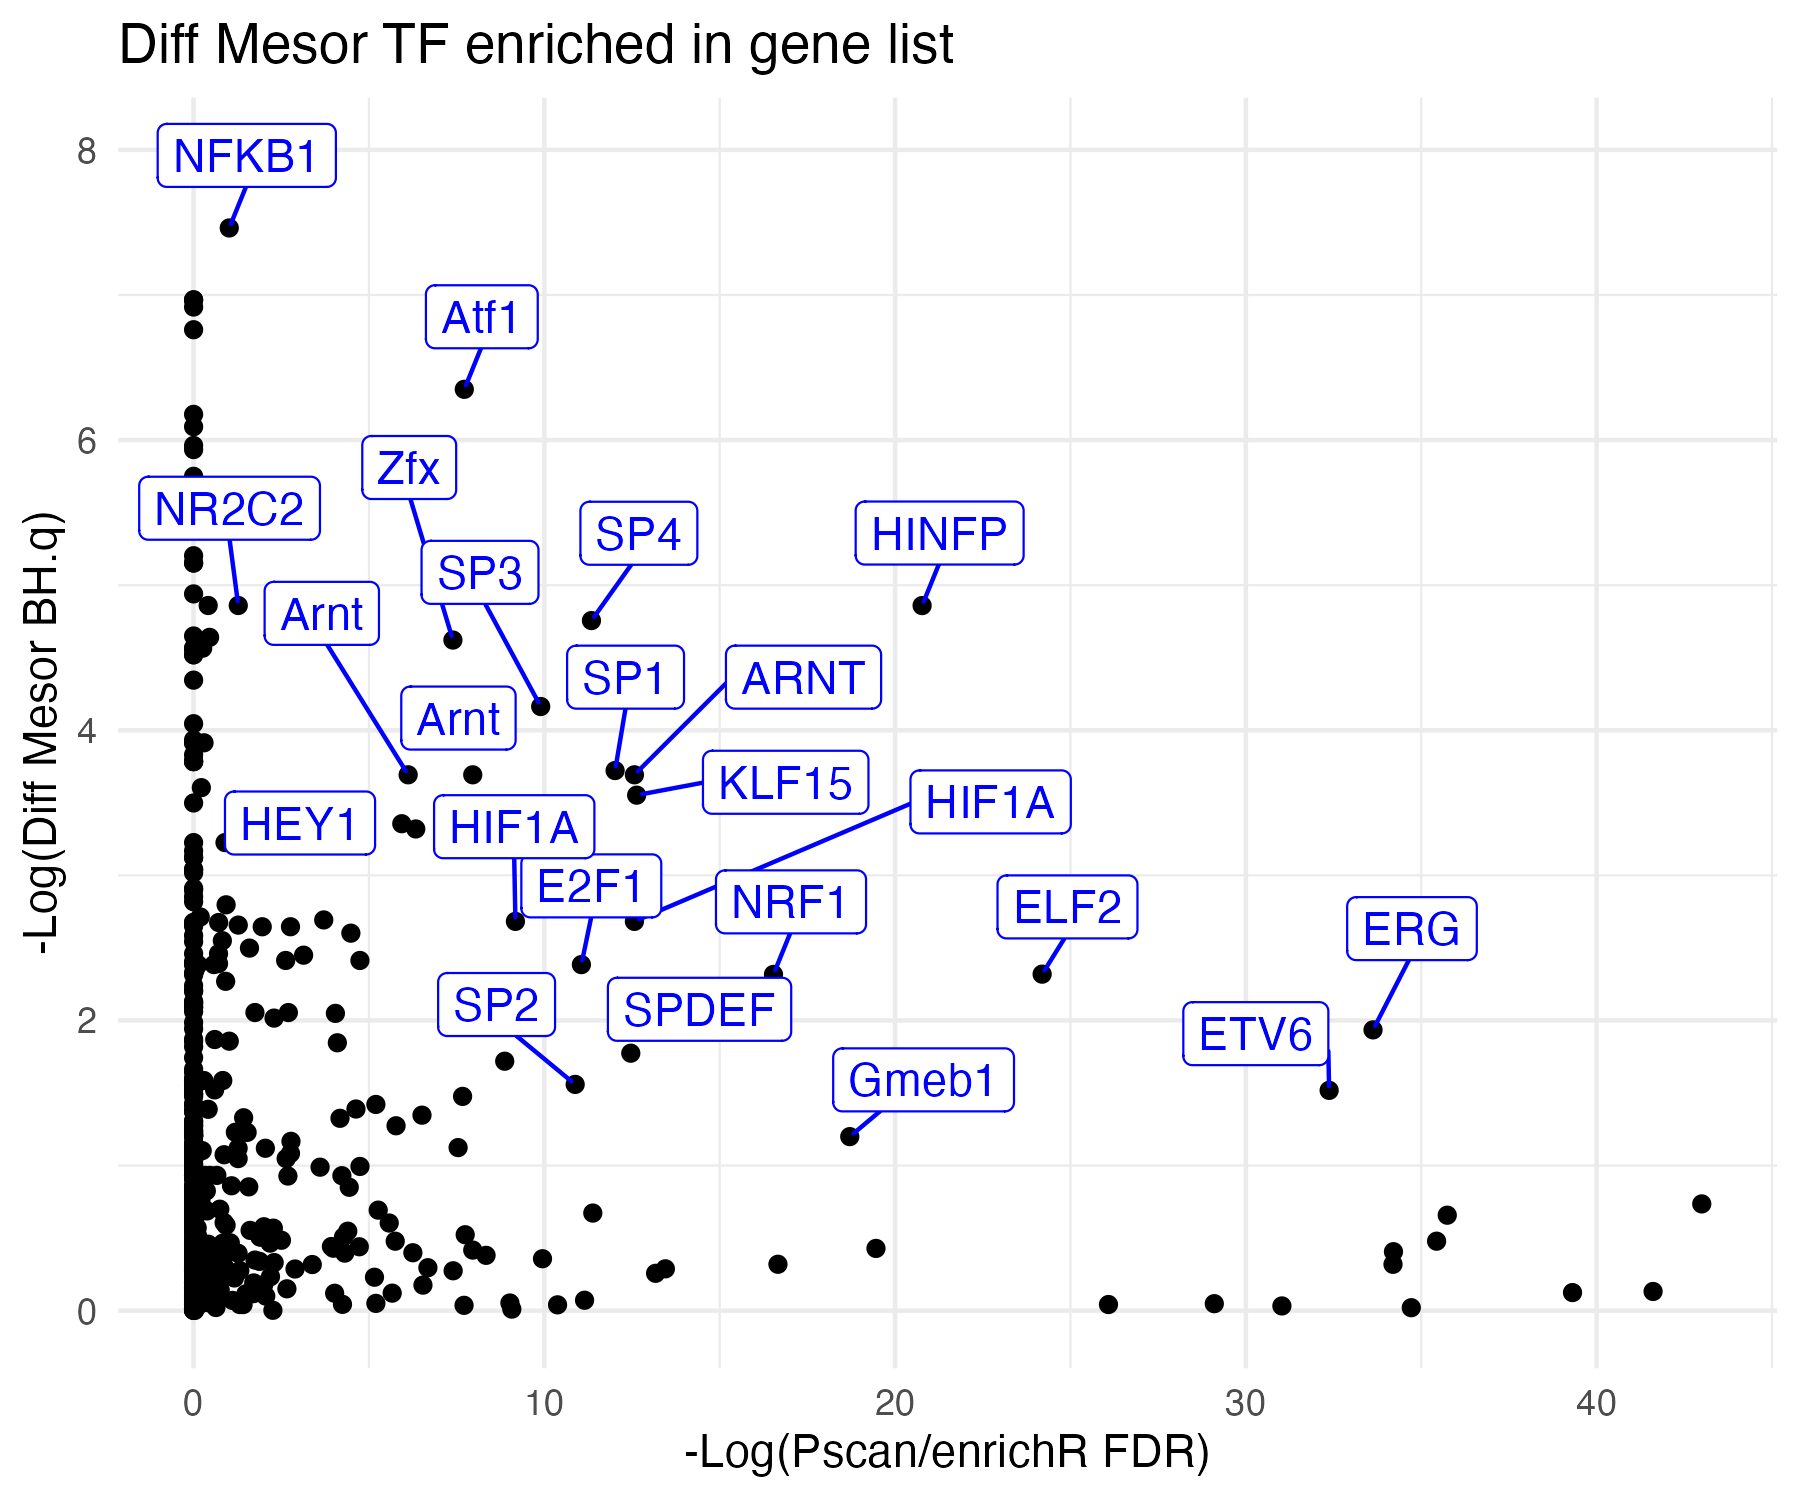 Diff Mesor TF enriched in gene list
-Log(Diff Mesor BH.q)
8
6
4
2
0
NFKB1
Atf1
Zfx
NR2C2
SP4
HINFP
SP3
Arnt
SP1
ARNT
Arnt
KLF15
HIF1A
HEY1
HIF1A
E2F1
NRF1
ELF2
ERG
SP2
SPDEF
ETV6
Gmeb1
0
10
20
30
40
-Log(Pscan/enrichR FDR)